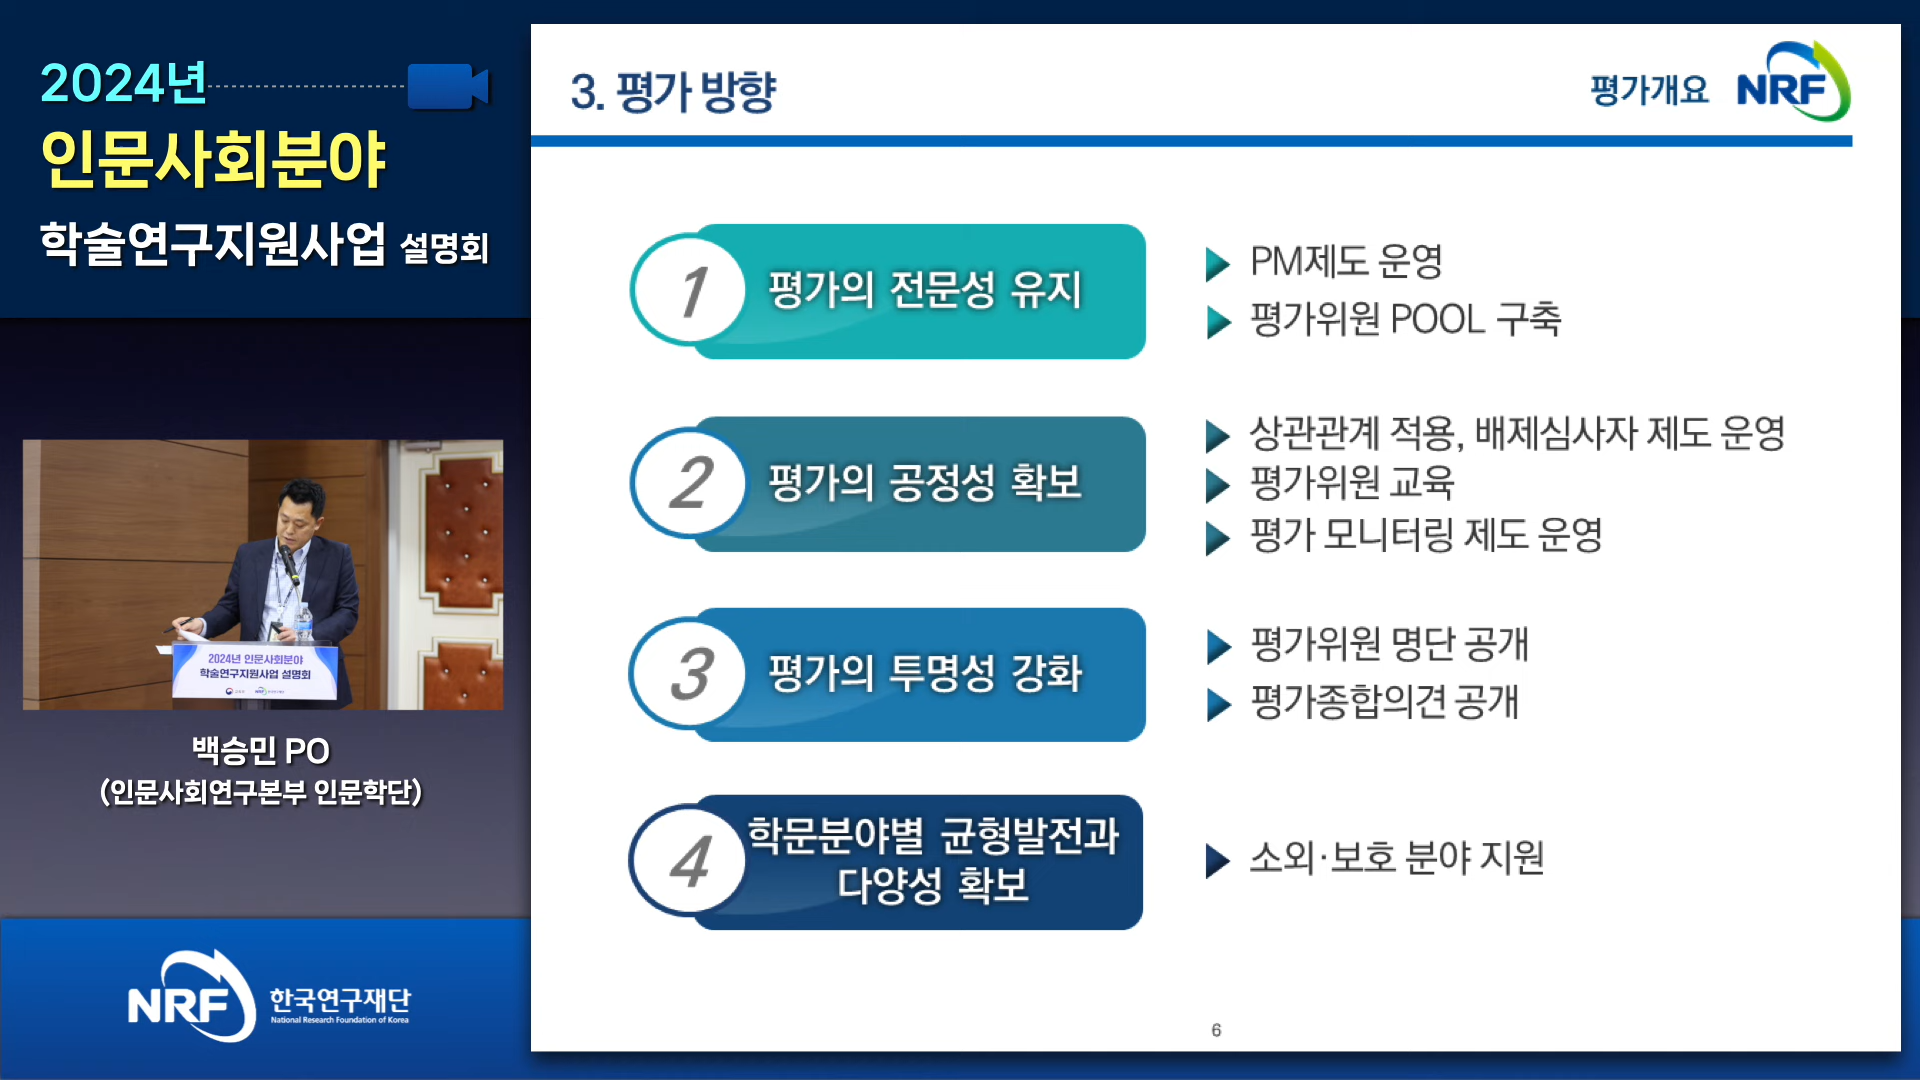 2024년
인문사회분야
학술연구지원사업 설명회
2024년 인문사회분야
학술연구지원사업 설명회
NRF
백승민 PO
(인문사회연구본부 인문학단)
NRF 한국연구재단
National Research Foundation of Korea
3. 평가 방향
평가개요 NRF
1 평가의 전문성 유지
PM제도 운영
평가위원 POOL 구축
2 평가의 공정성 확보
상관관계 적용, 배제심사자 제도 운영
평가위원 교육
평가 모니터링 제도 운영
3 평가의 투명성 강화
평가위원 명단 공개
평가종합의견 공개
4 학문분야별 균형발전과
다양성 확보
소외·보호 분야 지원
6